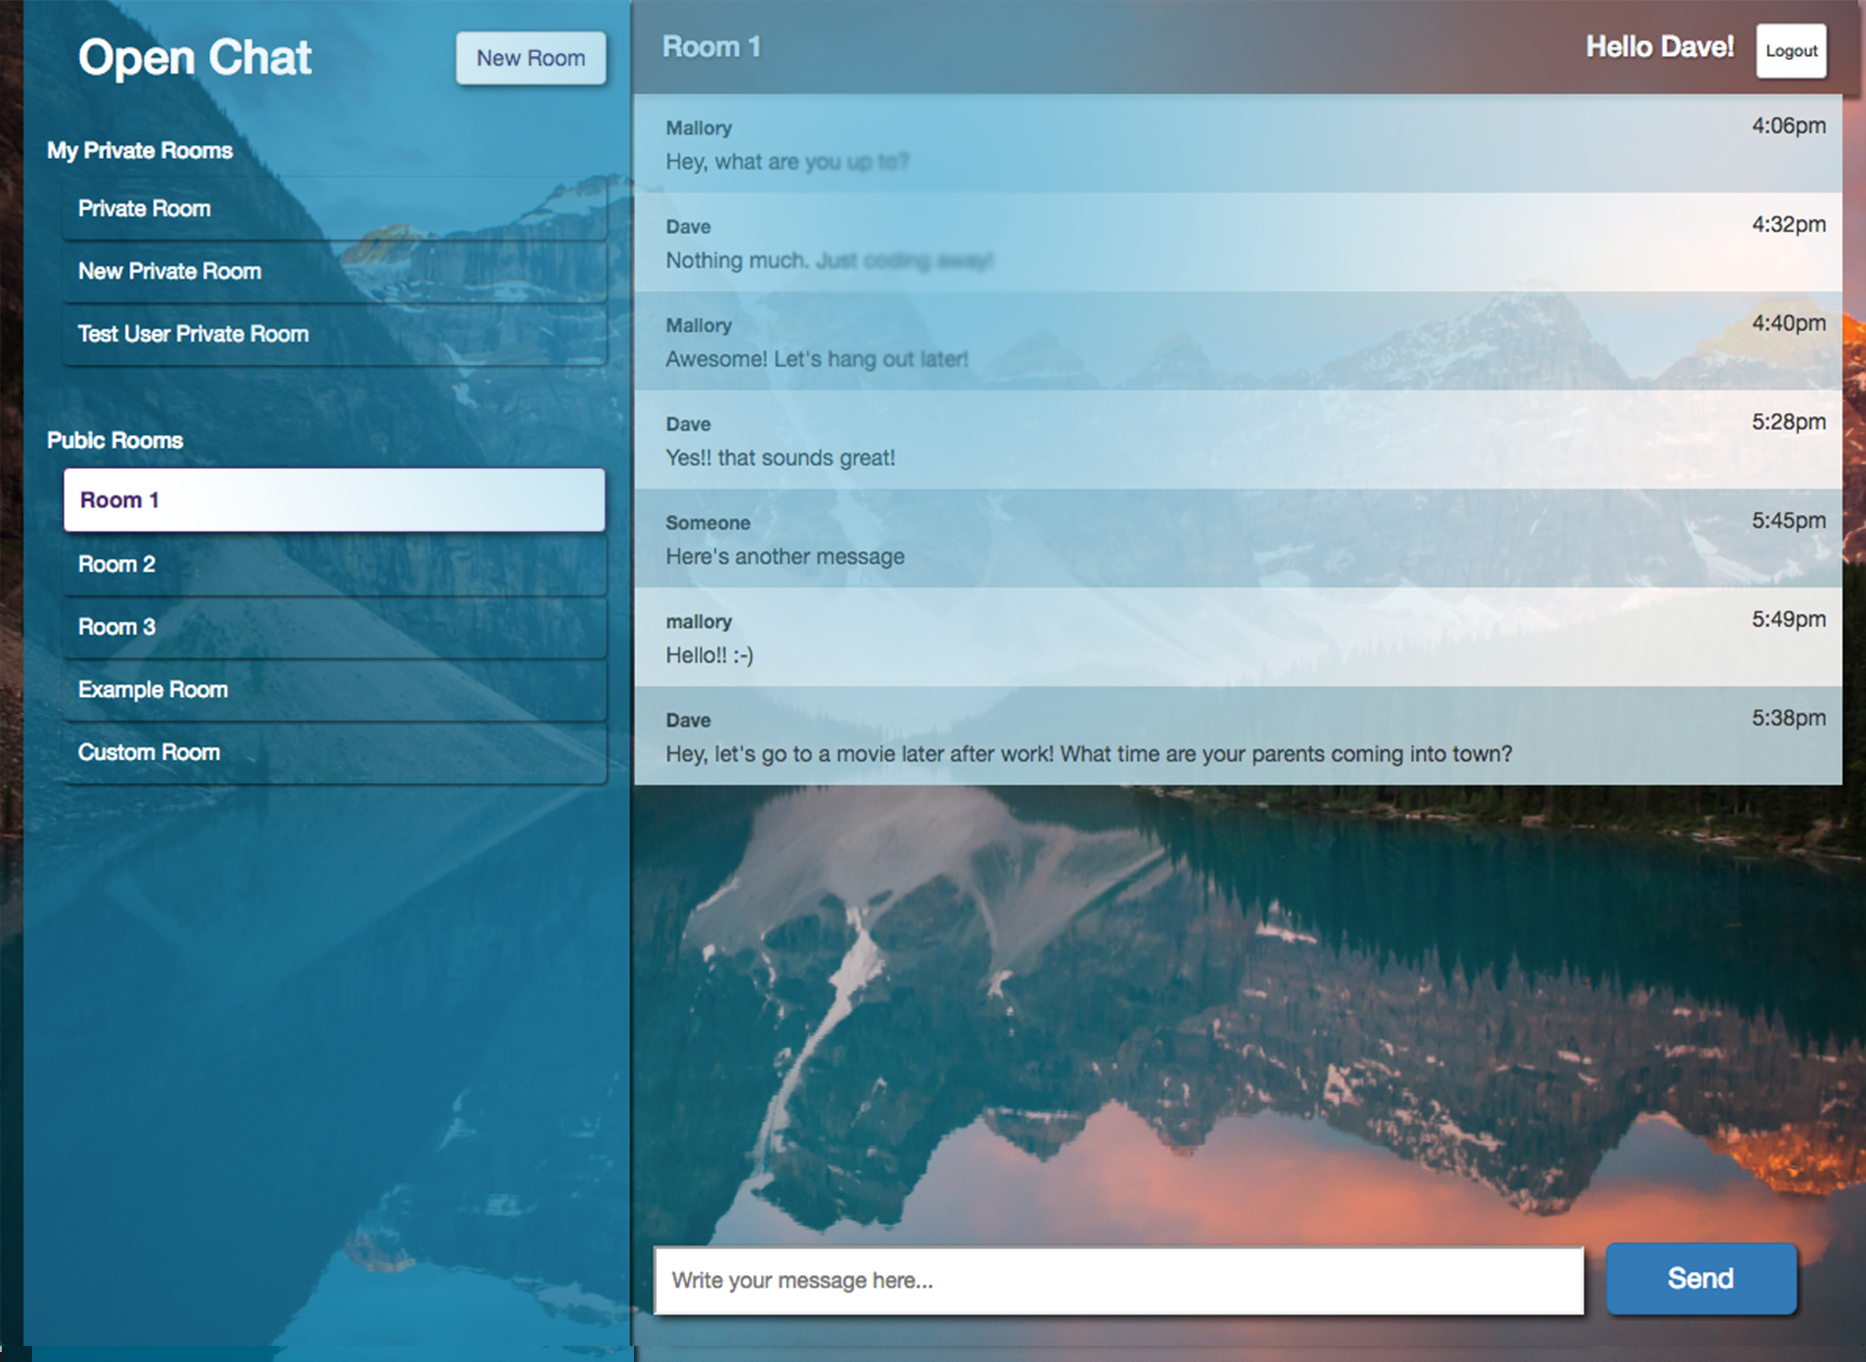 Open Chat
New Room
My Private Rooms
Private Room
New Private Room
Test User Private Room
Pubic Rooms
Room 1
Room 2
Room 3
Example Room
Custom Room
Room 1
Hello Dave!
Logout
Mallory
4:06pm
Hey, what are you up to?
Dave
4:32pm
Nothing much. Just coding away!
Mallory
4:40pm
Awesome! Let's hang out later!
Dave
5:28pm
Yes!! that sounds great!
Someone
5:45pm
Here's another message
mallory
5:49pm
Hello!! :-)
Dave
5:38pm
Hey, let's go to a movie later after work! What time are your parents coming into town?
Write your message here...
Send